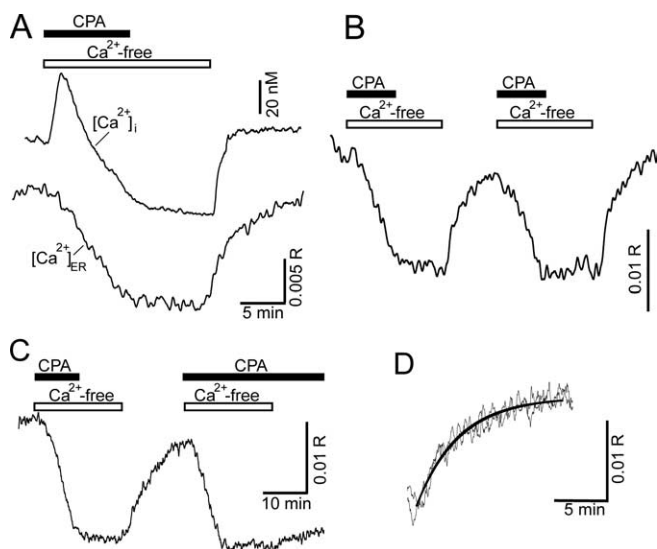 A
CPA
Ca²⁺-free
20 nM
[Ca²⁺]i
[Ca²⁺]ER
0.005 R
5 min
B
CPA CPA
Ca²⁺-free Ca²⁺-free
0.01 R
C
CPA CPA
Ca²⁺-free Ca²⁺-free
0.01 R
10 min
D
0.01 R
5 min